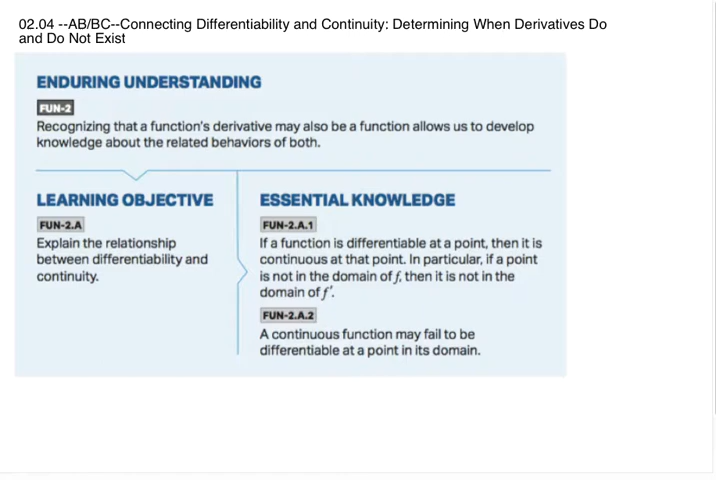 02.04 --AB/BC--Connecting Differentiability and Continuity: Determining When Derivatives Do
and Do Not Exist
ENDURING UNDERSTANDING
FUN-2
Recognizing that a function's derivative may also be a function allows us to develop
knowledge about the related behaviors of both.
LEARNING OBJECTIVE
FUN-2.A
Explain the relationship
between differentiability and
continuity.
ESSENTIAL KNOWLEDGE
FUN-2.A.1
If a function is differentiable at a point, then it is
continuous at that point. In particular, if a point
is not in the domain of f, then it is not in the
domain of f′.
FUN-2.A.2
A continuous function may fail to be
differentiable at a point in its domain.